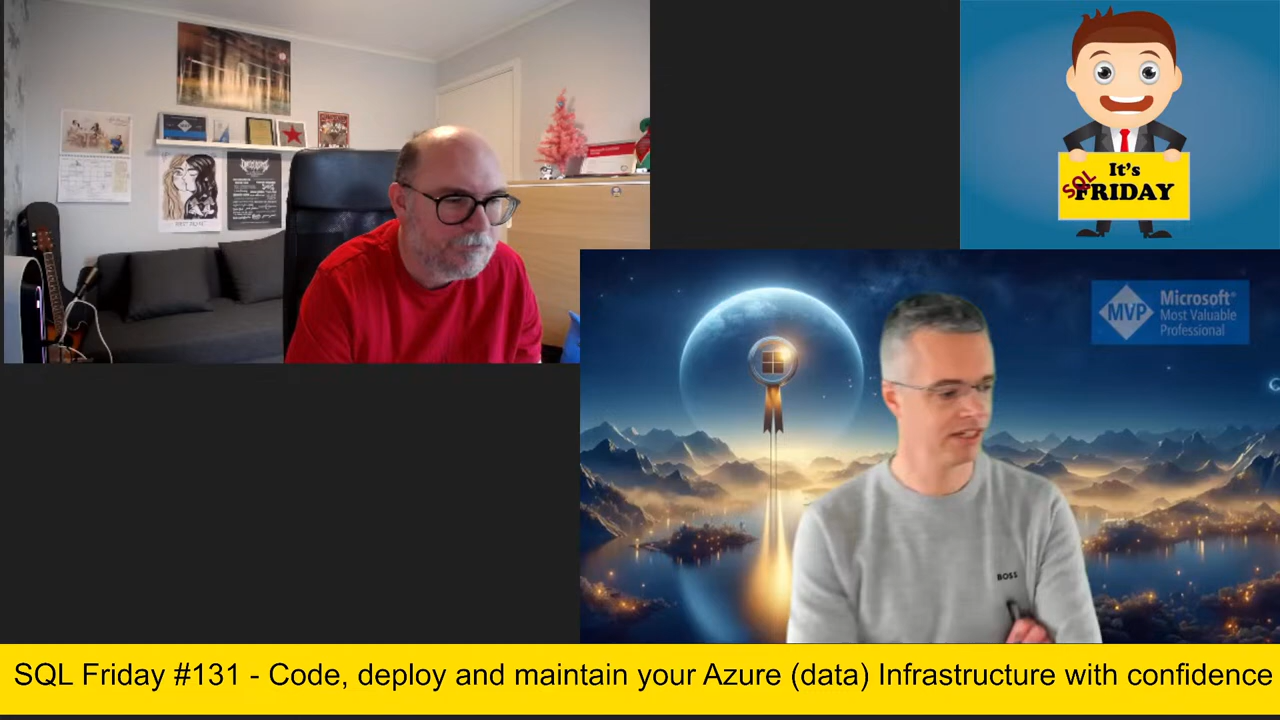 It's
SQL
FRIDAY
MVP
Microsoft®
Most Valuable
Professional
BOSS
SQL Friday #131 - Code, deploy and maintain your Azure (data) Infrastructure with confidence